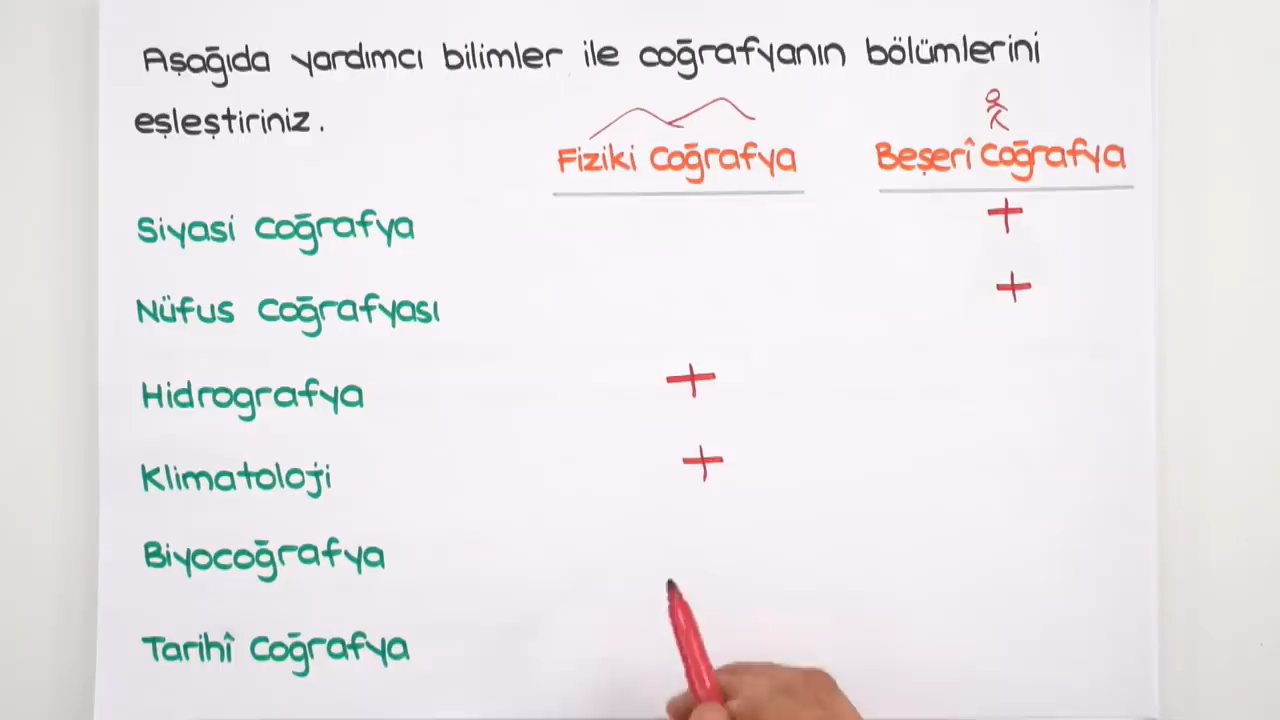 Aşağıda yardımcı bilimler ile coğrafyanın bölümlerini
eşleştiriniz.
Fiziki Coğrafya Beşerî Coğrafya
Siyasi Coğrafya +
Nüfus Coğrafyası +
Hidrografya +
Klimatoloji +
Biyocoğrafya
Tarihî Coğrafya